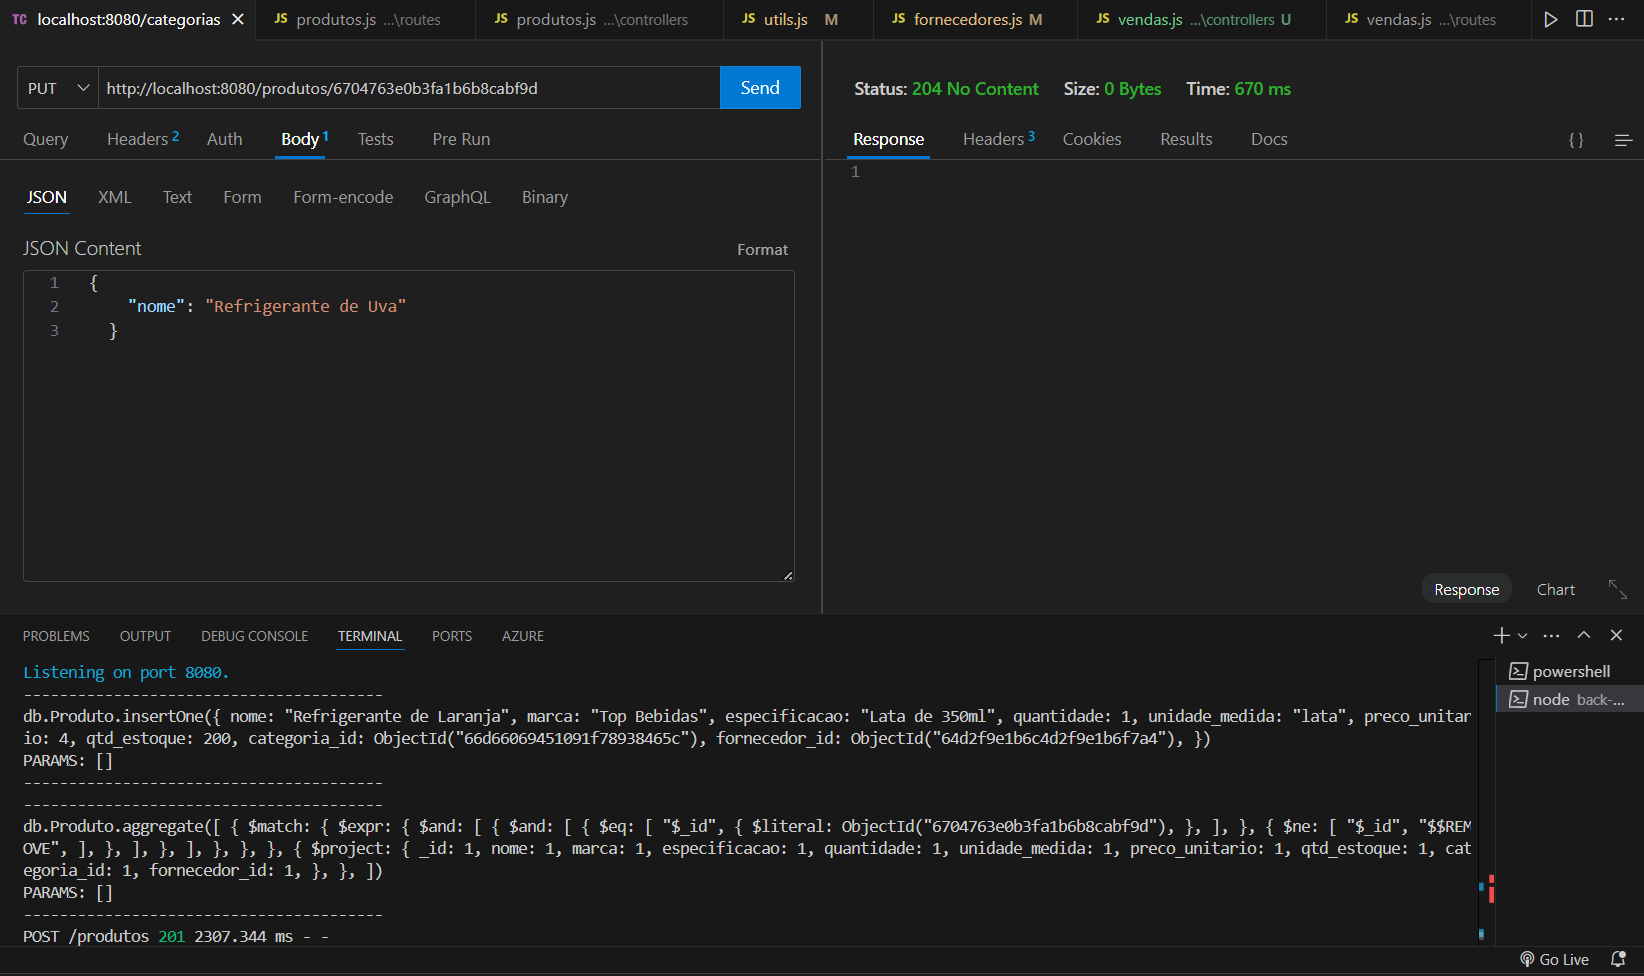 TC localhost:8080/categorias JS produtos.js ...\routes JS produtos.js ...\controllers JS utils.js M JS fornecedores.js M JS vendas.js ...\controllers U JS vendas.js ...\routes
PUT http://localhost:8080/produtos/6704763e0b3fa1b6b8cabf9d Send
Status: 204 No Content Size: 0 Bytes Time: 670 ms
Query Headers 2 Auth Body 1 Tests Pre Run
Response Headers 3 Cookies Results Docs { }
1
JSON XML Text Form Form-encode GraphQL Binary
JSON Content Format
1 {
2 "nome": "Refrigerante de Uva"
3 }
Response Chart
PROBLEMS OUTPUT DEBUG CONSOLE TERMINAL PORTS AZURE
Listening on port 8080.
----------------------------------------
db.Produto.insertOne({ nome: "Refrigerante de Laranja", marca: "Top Bebidas", especificacao: "Lata de 350ml", quantidade: 1, unidade_medida: "lata", preco_unitar
io: 4, qtd_estoque: 200, categoria_id: ObjectId("66d66069451091f78938465c"), fornecedor_id: ObjectId("64d2f9e1b6c4d2f9e1b6f7a4"), })
PARAMS: []
----------------------------------------
----------------------------------------
db.Produto.aggregate([ { $match: { $expr: { $and: [ { $and: [ { $eq: [ "$_id", { $literal: ObjectId("6704763e0b3fa1b6b8cabf9d"), }, ], }, { $ne: [ "$_id", "$$REM
OVE", ], }, ], }, ], }, }, }, { $project: { _id: 1, nome: 1, marca: 1, especificacao: 1, quantidade: 1, unidade_medida: 1, preco_unitario: 1, qtd_estoque: 1, cat
egoria_id: 1, fornecedor_id: 1, }, }, ])
PARAMS: []
----------------------------------------
POST /produtos 201 2307.344 ms - -
powershell
node back-...
Go Live